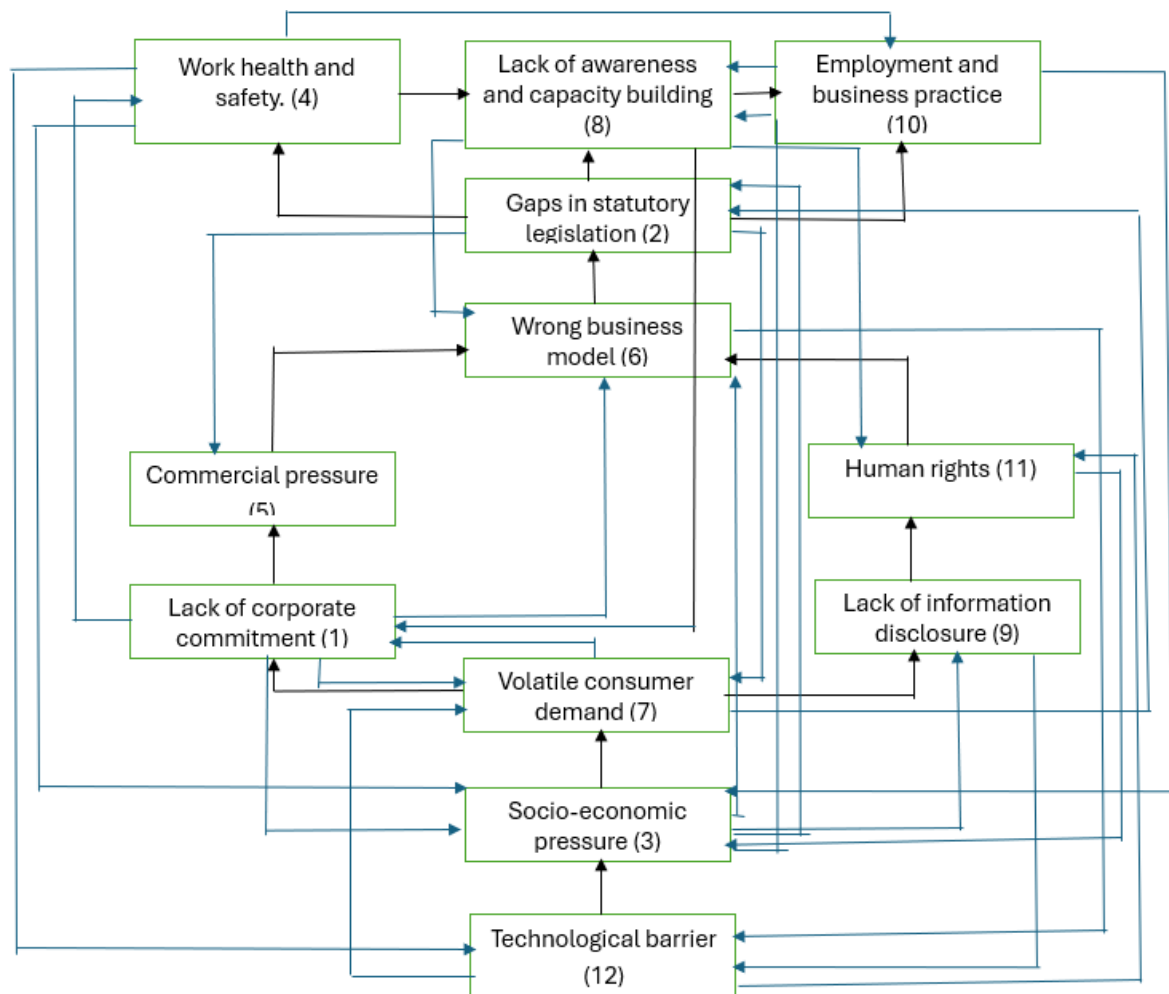 Work health and
safety. (4)
Lack of awareness
and capacity building
(8)
Employment and
business practice
(10)
Gaps in statutory
legislation (2)
Wrong business
model (6)
Commercial pressure
(5)
Human rights (11)
Lack of corporate
commitment (1)
Lack of information
disclosure (9)
Volatile consumer
demand (7)
Socio-economic
pressure (3)
Technological barrier
(12)